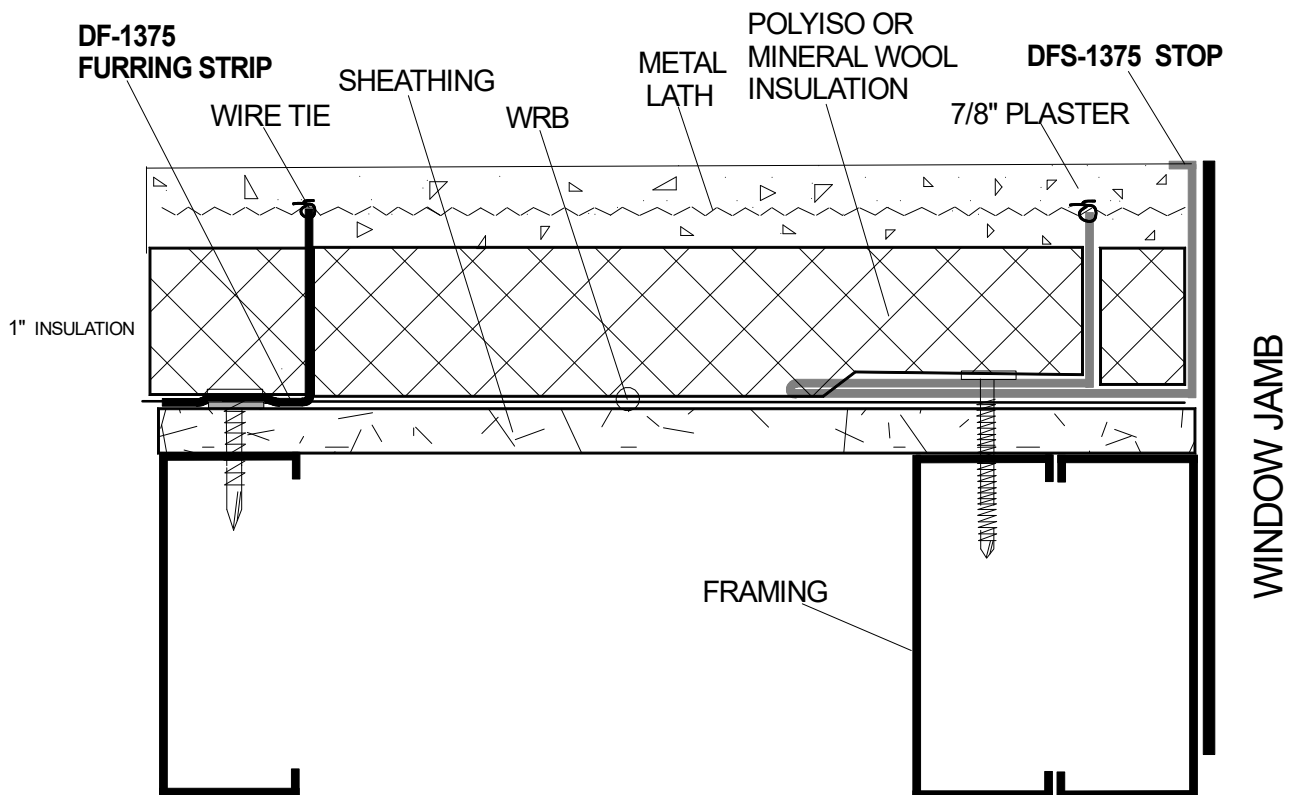 DF-1375
FURRING STRIP
WIRE TIE
SHEATHING
WRB
METAL
LATH
POLYISO OR
MINERAL WOOL
INSULATION
DFS-1375 STOP
7/8" PLASTER
1" INSULATION
WINDOW JAMB
FRAMING